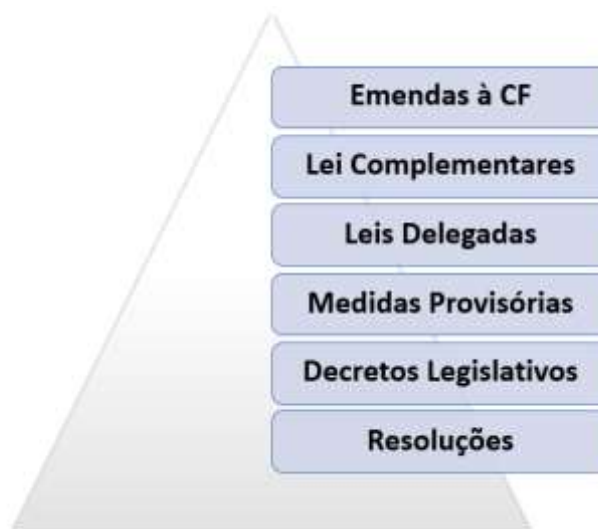 Emendas à CF
Lei Complementares
Leis Delegadas
Medidas Provisórias
Decretos Legislativos
Resoluções